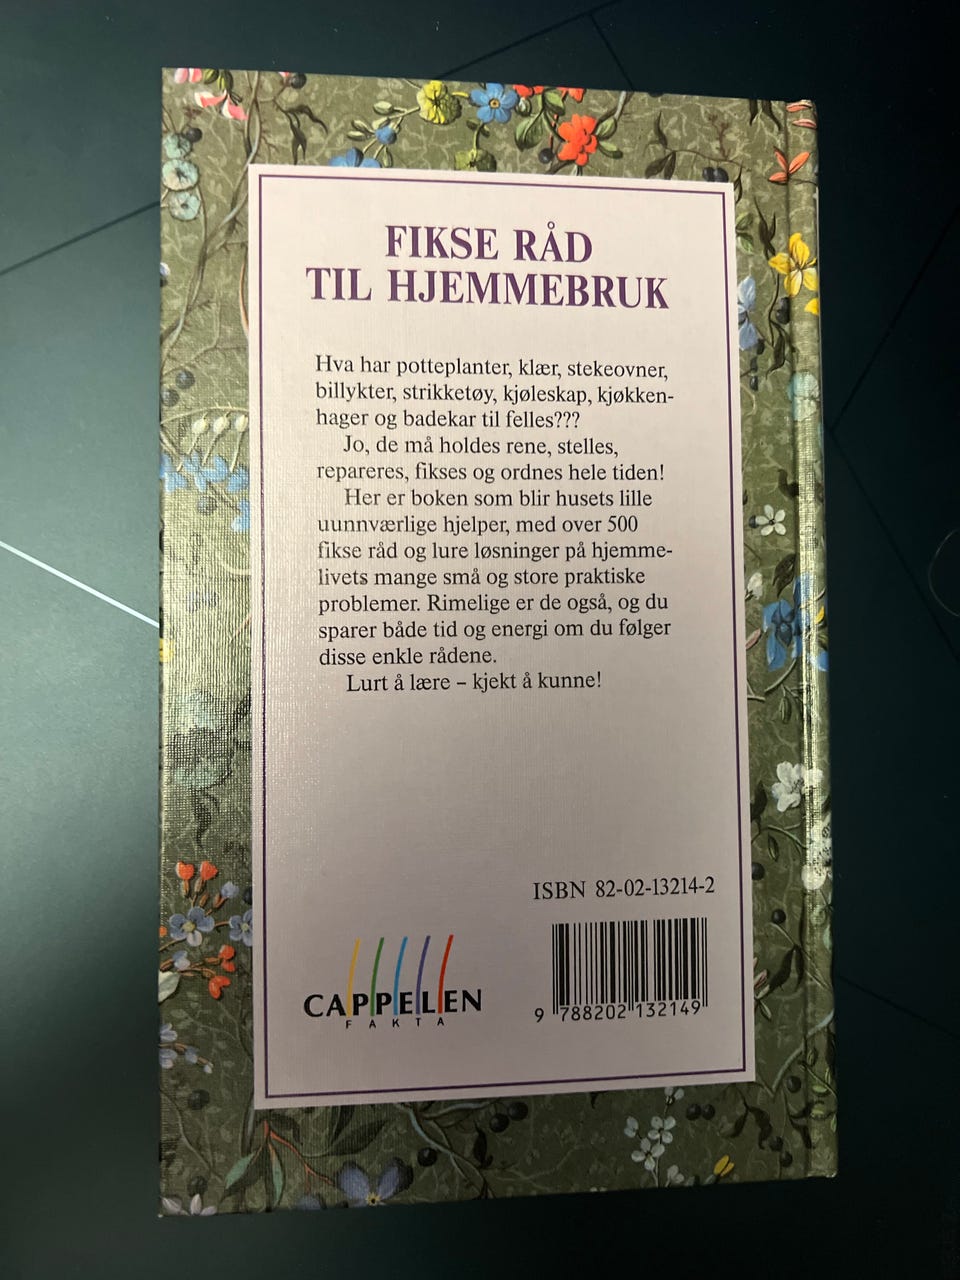 FIKSE RÅD
TIL HJEMMEBRUK
Hva har potteplanter, klær, stekeovner,
billykter, strikketøy, kjøleskap, kjøkken-
hager og badekar til felles???
Jo, de må holdes rene, stelles,
repareres, fikses og ordnes hele tiden!
Her er boken som blir husets lille
uunnværlige hjelper, med over 500
fikse råd og lure løsninger på hjemme-
livets mange små og store praktiske
problemer. Rimelige er de også, og du
sparer både tid og energi om du følger
disse enkle rådene.
Lurt å lære – kjekt å kunne!
ISBN 82-02-13214-2
CAPPELEN
FAKTA
9 788202 132149